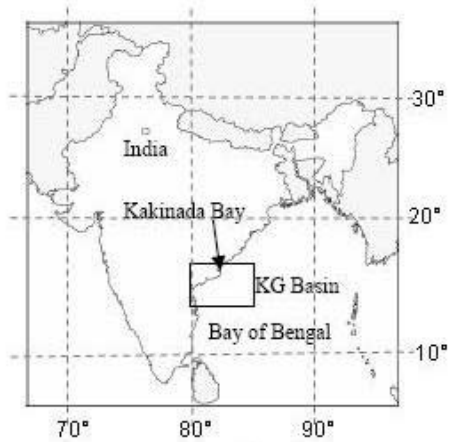 30°
India
Kakinada Bay
20°
KG Basin
Bay of Bengal
10°
70° 80° 90°